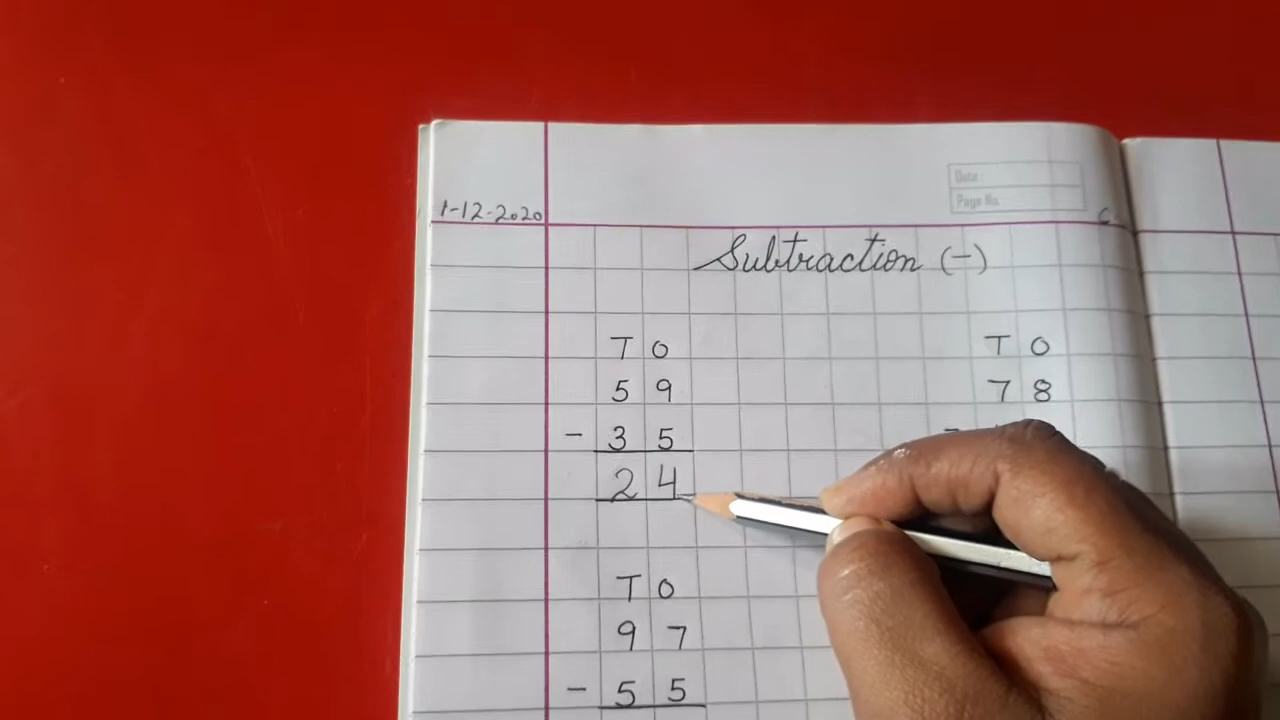 Date :
Page No.
1-12-2020
Subtraction (-)
T O
5 9
- 3 5
2 4
T O
7 8
-
T O
9 7
- 5 5